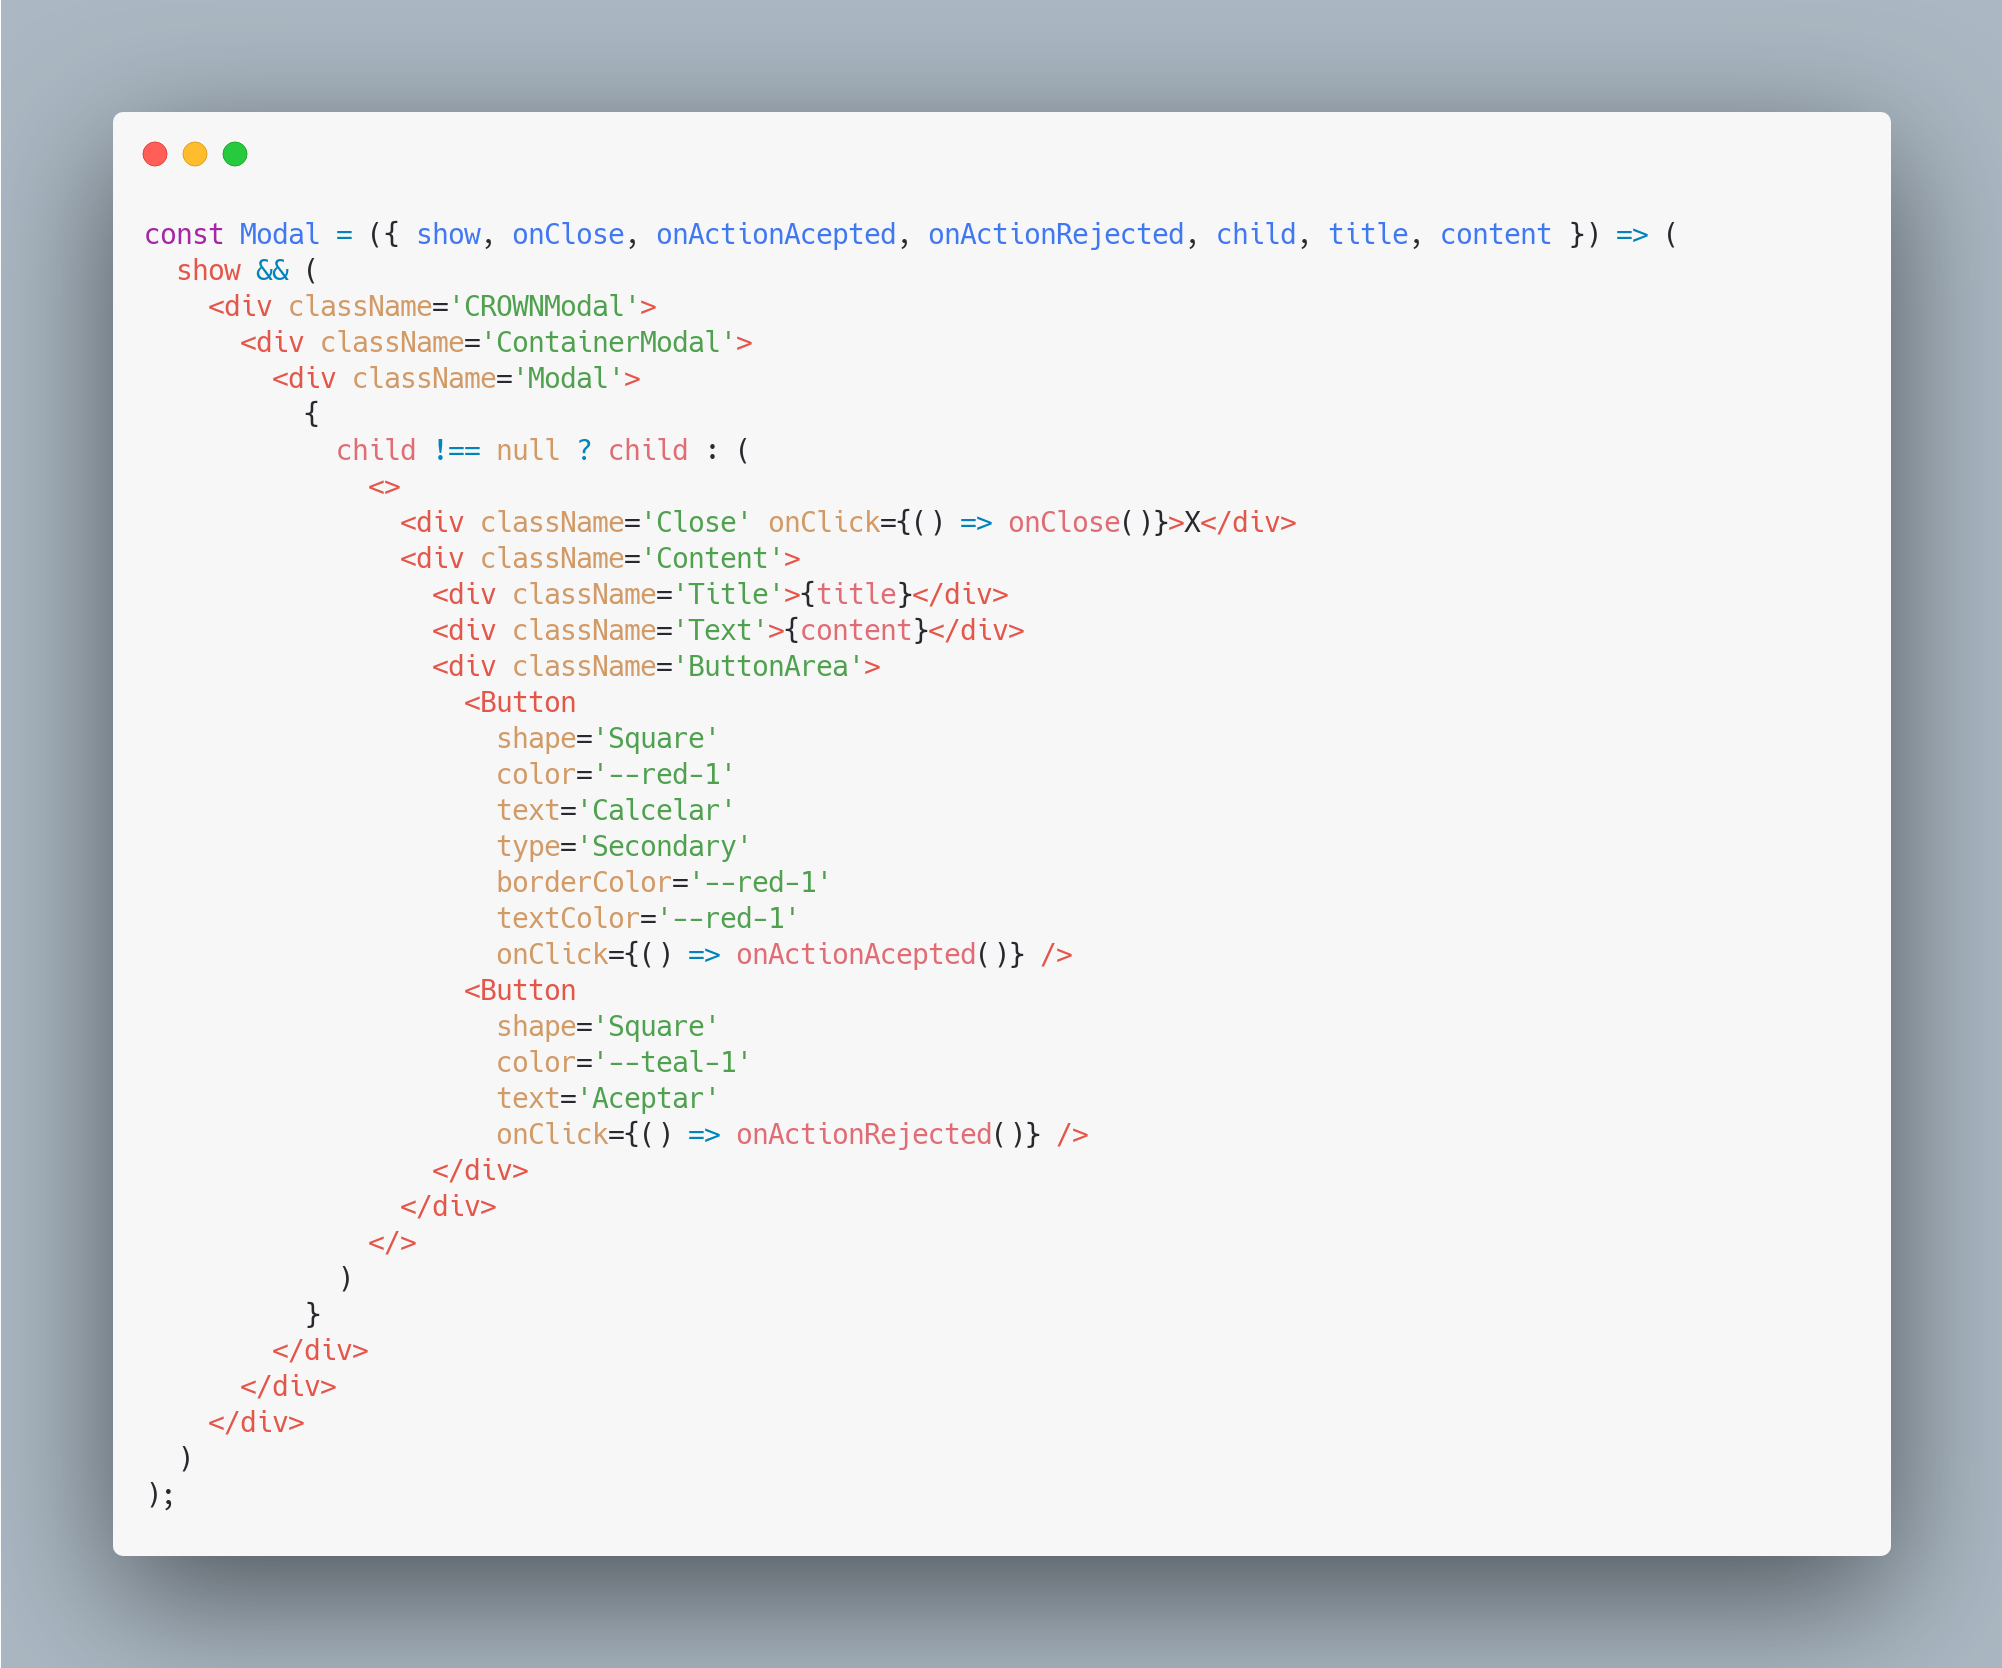 const Modal = ({ show, onClose, onActionAcepted, onActionRejected, child, title, content }) => (
  show && (
    <div className='CROWNModal'>
      <div className='ContainerModal'>
        <div className='Modal'>
          {
            child !== null ? child : (
              <>
                <div className='Close' onClick={() => onClose()}>X</div>
                <div className='Content'>
                  <div className='Title'>{title}</div>
                  <div className='Text'>{content}</div>
                  <div className='ButtonArea'>
                    <Button
                      shape='Square'
                      color='--red-1'
                      text='Calcelar'
                      type='Secondary'
                      borderColor='--red-1'
                      textColor='--red-1'
                      onClick={() => onActionAcepted()} />
                    <Button
                      shape='Square'
                      color='--teal-1'
                      text='Aceptar'
                      onClick={() => onActionRejected()} />
                  </div>
                </div>
              </>
            )
          }
        </div>
      </div>
    </div>
  )
);